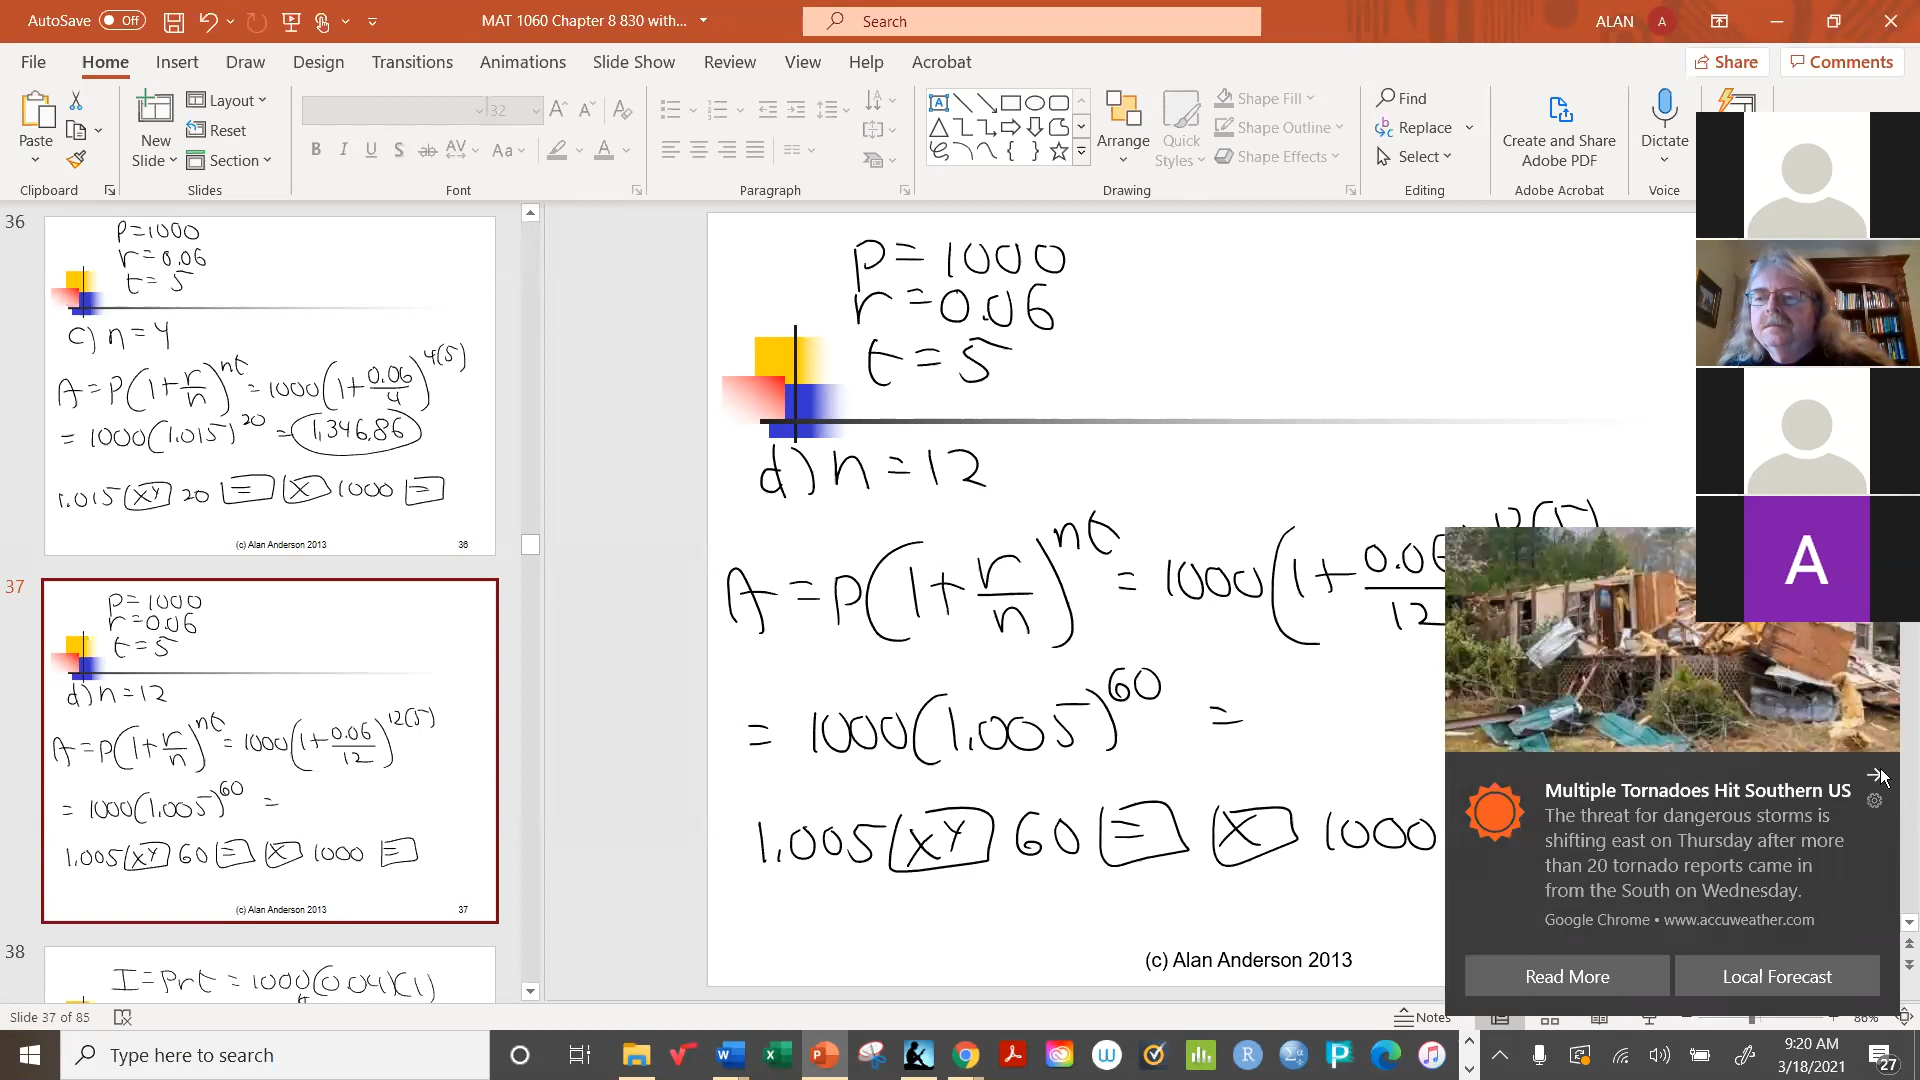 AutoSave Off MAT 1060 Chapter 8 830 with... Search ALAN A
File Home Insert Draw Design Transitions Animations Slide Show Review View Help Acrobat Share Comments
Paste New Slide Layout Reset Section 32 Arrange Quick Styles Shape Fill Shape Outline Shape Effects Find Replace Select Create and Share Adobe PDF Dictate
Clipboard Slides Font Paragraph Drawing Editing Adobe Acrobat Voice
36
P=1000
r=0.06
t=5
c) n=4
A=P(1+r/n)^nt = 1000(1+0.06/4)^4(5)
=1000(1.015)^20 = 1,346.86
1.015 x^y 20 = x 1000 =
(c) Alan Anderson 2013 36
37
P=1000
r=0.06
t=5
d) n=12
A=P(1+r/n)^nt = 1000(1+0.06/12)^12(5)
= 1000(1.005)^60 =
1.005 x^y 60 = x 1000 =
(c) Alan Anderson 2013 37
38
I=Prt = 1000(0.04)(1)
P=1000
r=0.06
t=5
d) n=12
A=P(1+r/n)^nt = 1000(1+0.06/12
= 1000(1.005)^60 =
1.005 x^y 60 = x 1000
(c) Alan Anderson 2013
A
Multiple Tornadoes Hit Southern US
The threat for dangerous storms is
shifting east on Thursday after more
than 20 tornado reports came in
from the South on Wednesday.
Google Chrome • www.accuweather.com
Read More Local Forecast
Slide 37 of 85 Notes 86%
Type here to search
9:20 AM
3/18/2021
27